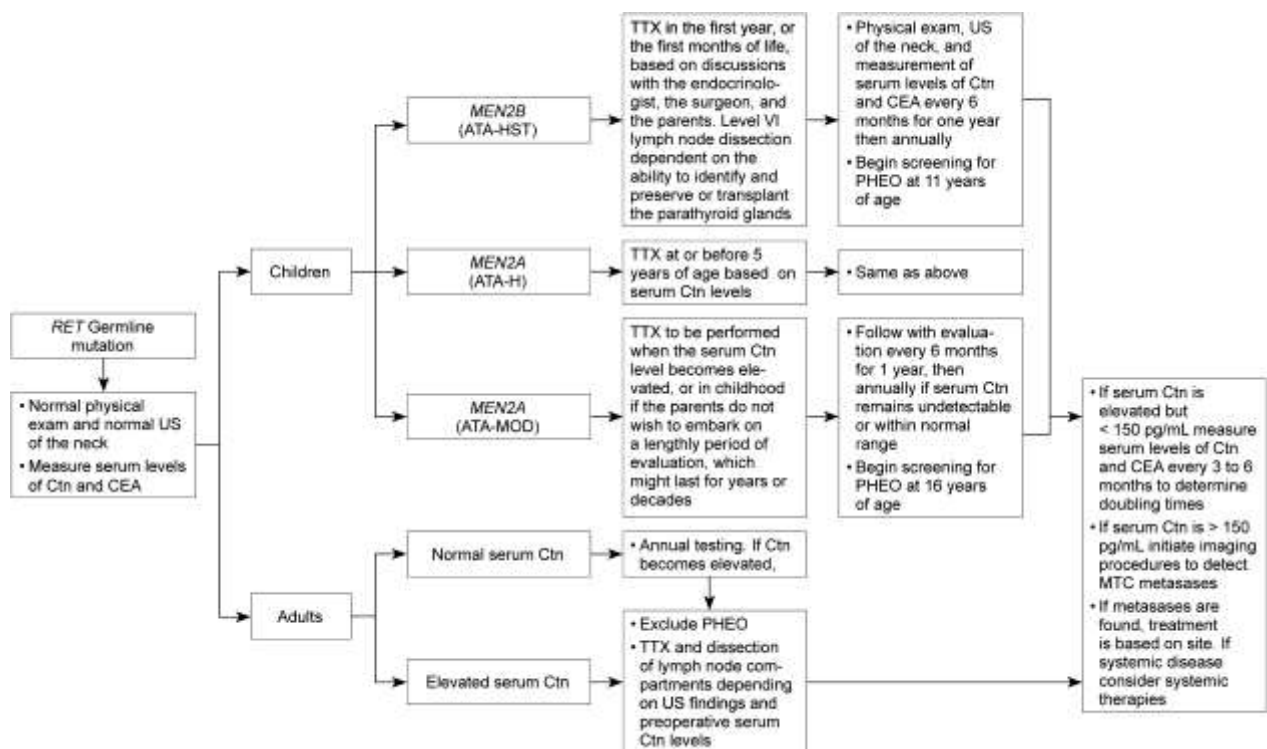 RET Germline
mutation
• Normal physical
exam and normal US
of the neck
• Measure serum levels
of Ctn and CEA
Children
Adults
MEN2B
(ATA-HST)
MEN2A
(ATA-H)
MEN2A
(ATA-MOD)
Normal serum Ctn
Elevated serum Ctn
TTX in the first year, or
the first months of life,
based on discussions
with the endocrinolo-
gist, the surgeon, and
the parents. Level VI
lymph node dissection
dependent on the
ability to identify and
preserve or transplant
the parathyroid glands
TTX at or before 5
years of age based on
serum Ctn levels
TTX to be performed
when the serum Ctn
level becomes ele-
vated, or in childhood
if the parents do not
wish to embark on
a lengthly period of
evaluation, which
might last for years or
decades
• Annual testing. If Ctn
becomes elevated,
• Exclude PHEO
• TTX and dissection
of lymph node com-
partments depending
on US findings and
preoperative serum
Ctn levels
• Physical exam, US
of the neck, and
measurement of
serum levels of Ctn
and CEA every 6
months for one year
then annually
• Begin screening for
PHEO at 11 years
of age
• Same as above
• Follow with evalua-
tion every 6 months
for 1 year, then
annually if serum Ctn
remains undetectable
or within normal
range
• Begin screening for
PHEO at 16 years
of age
• If serum Ctn is
elevated but
< 150 pg/mL measure
serum levels of Ctn
and CEA every 3 to 6
months to determine
doubling times
• If serum Ctn is > 150
pg/mL initiate imaging
procedures to detect
MTC metasases
• If metasases are
found, treatment
is based on site. If
systemic disease
consider systemic
therapies